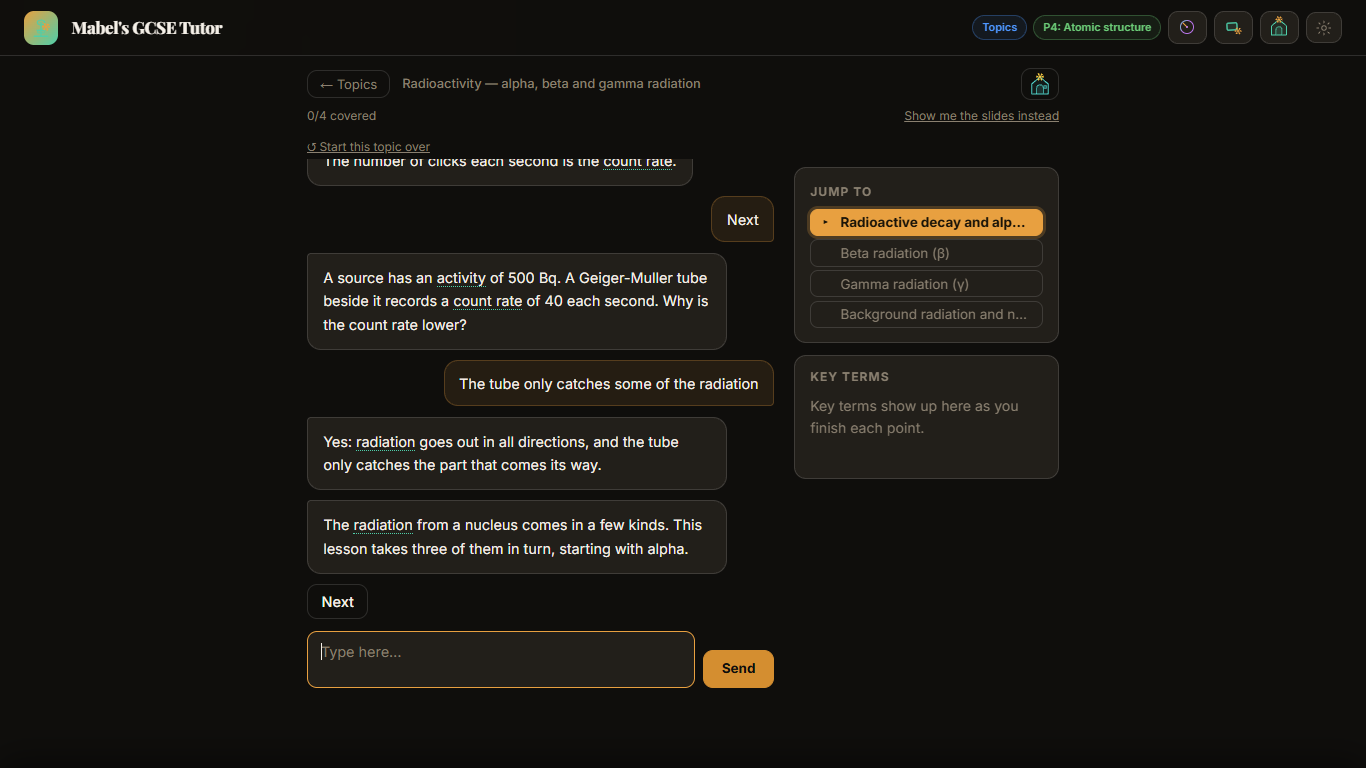 Mabel's GCSE Tutor
Topics
P4: Atomic structure
← Topics
Radioactivity — alpha, beta and gamma radiation
0/4 covered
Show me the slides instead
↺ Start this topic over
The number of clicks each second is the count rate.
Next
A source has an activity of 500 Bq. A Geiger-Muller tube
beside it records a count rate of 40 each second. Why is
the count rate lower?
The tube only catches some of the radiation
Yes: radiation goes out in all directions, and the tube
only catches the part that comes its way.
The radiation from a nucleus comes in a few kinds. This
lesson takes three of them in turn, starting with alpha.
Next
Type here...
Send
JUMP TO
Radioactive decay and alp...
Beta radiation (β)
Gamma radiation (γ)
Background radiation and n...
KEY TERMS
Key terms show up here as you
finish each point.